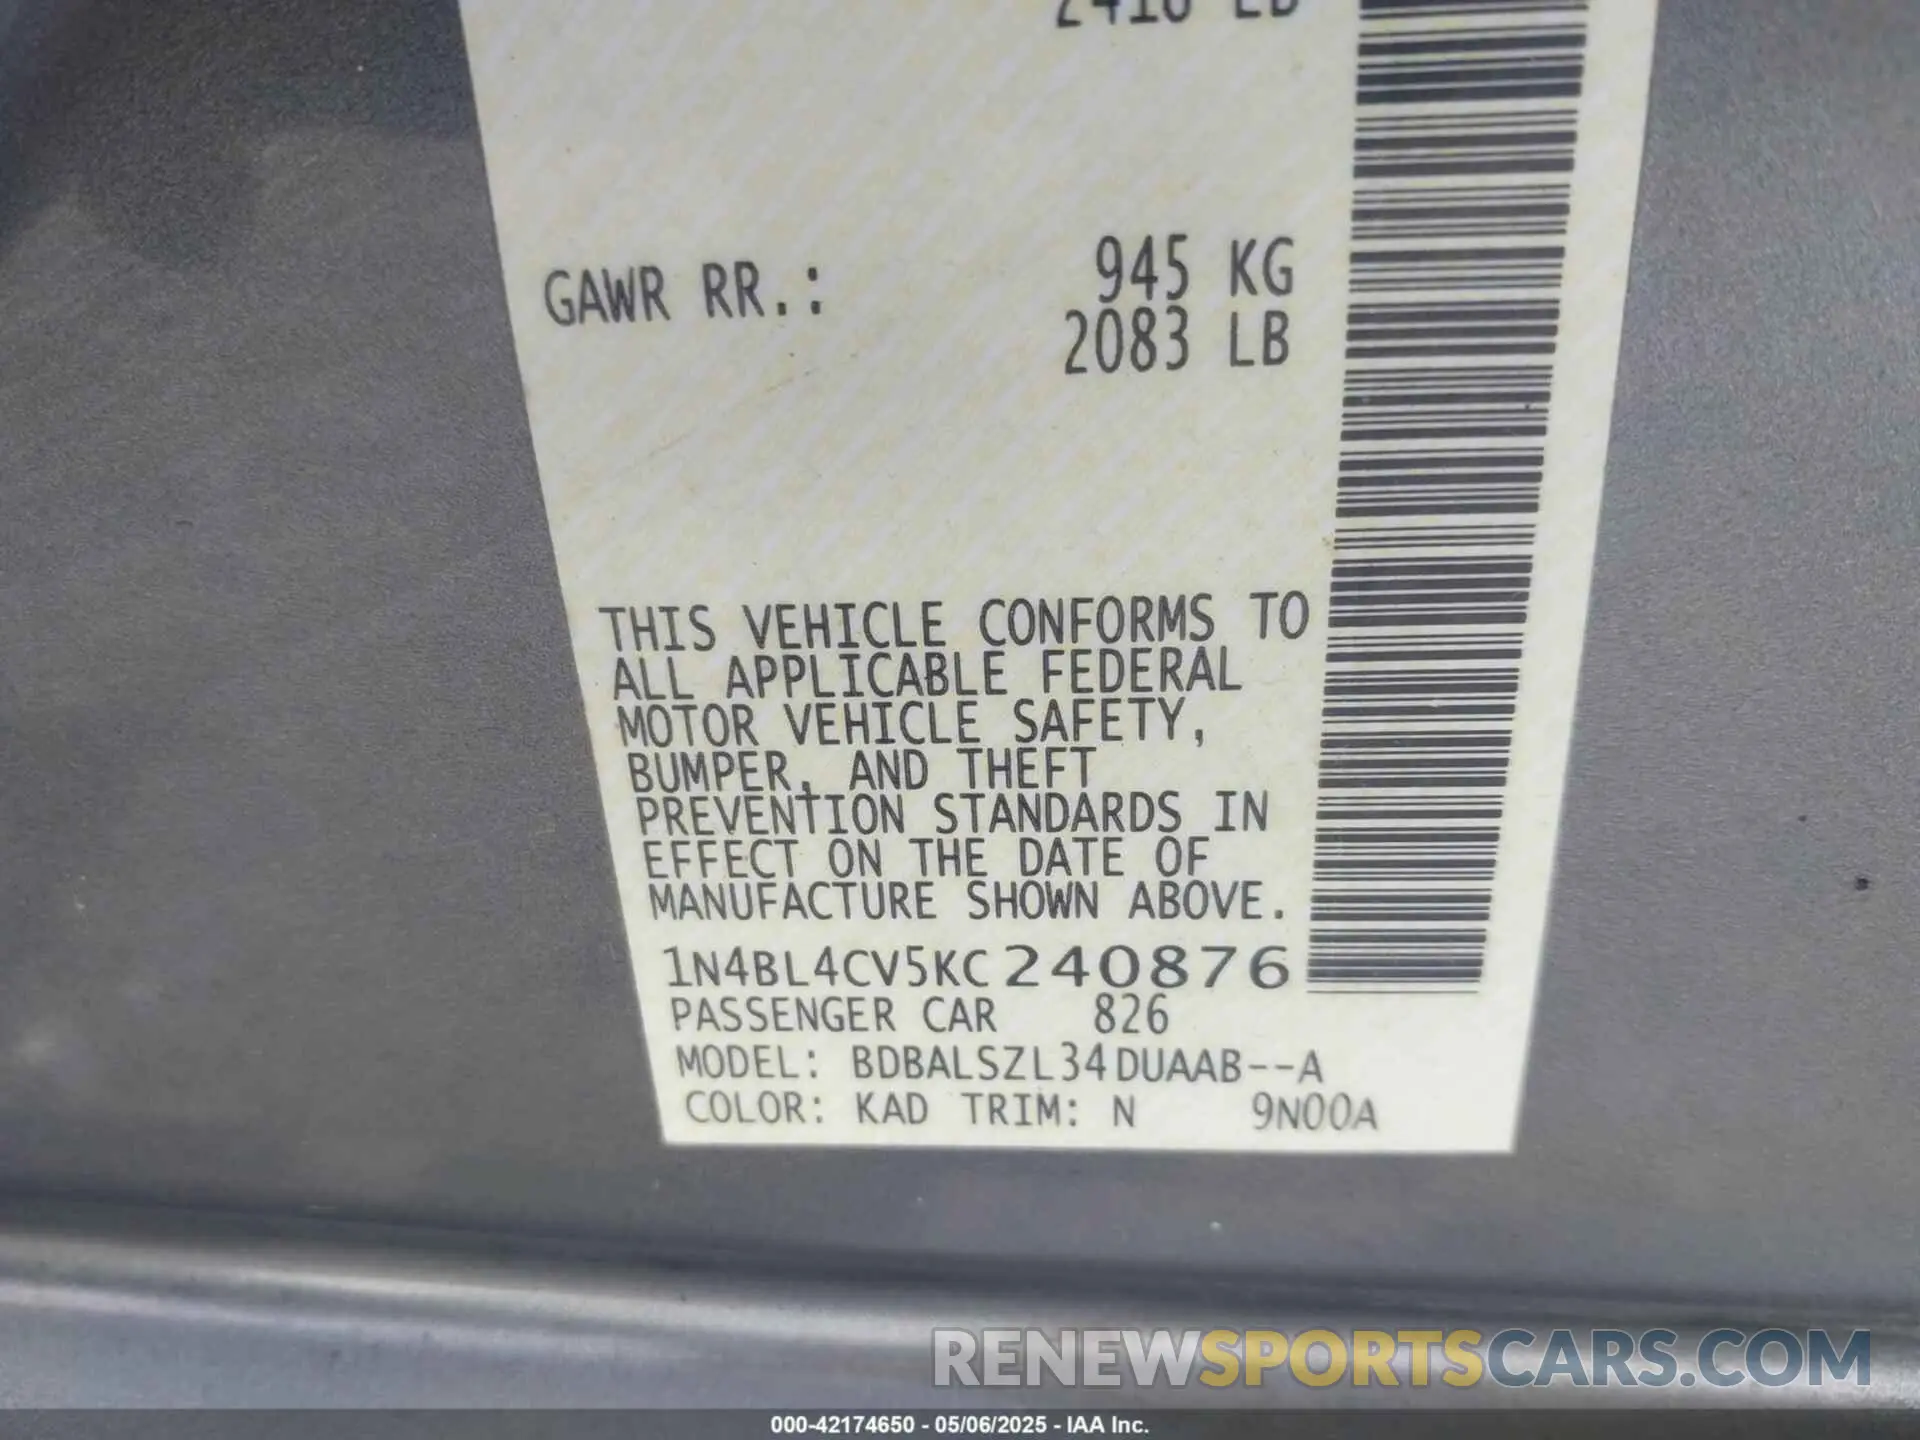 2410 LB
GAWR RR.: 945 KG
2083 LB
THIS VEHICLE CONFORMS TO
ALL APPLICABLE FEDERAL
MOTOR VEHICLE SAFETY,
BUMPER, AND THEFT
PREVENTION STANDARDS IN
EFFECT ON THE DATE OF
MANUFACTURE SHOWN ABOVE.
1N4BL4CV5KC240876
PASSENGER CAR 826
MODEL: BDBALSZL34DUAAB--A
COLOR: KAD TRIM: N 9N00A
RENEWSPORTSCARS.COM
000-42174650 - 05/06/2025 - IAA Inc.